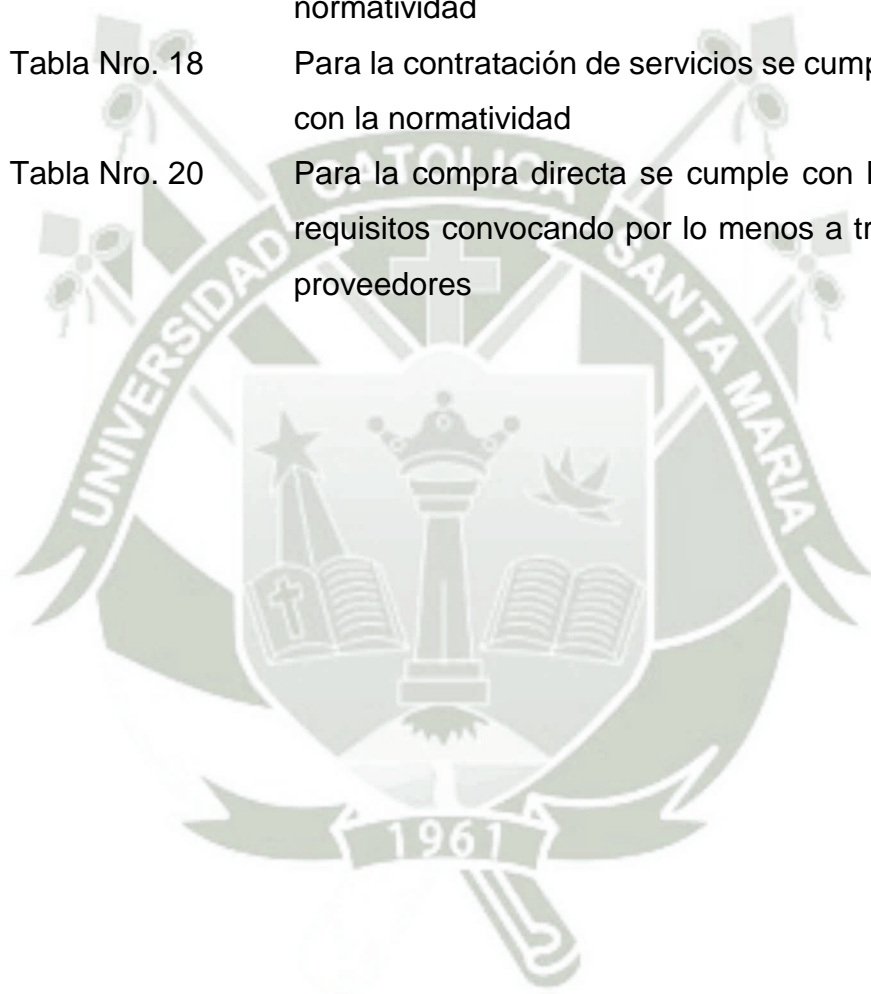 normatividad
Tabla Nro. 18 Para la contratación de servicios se cump
con la normatividad
Tabla Nro. 20 Para la compra directa se cumple con l
requisitos convocando por lo menos a tr
proveedores
UNIVERSIDAD CATOLICA SANTA MARIA
1961